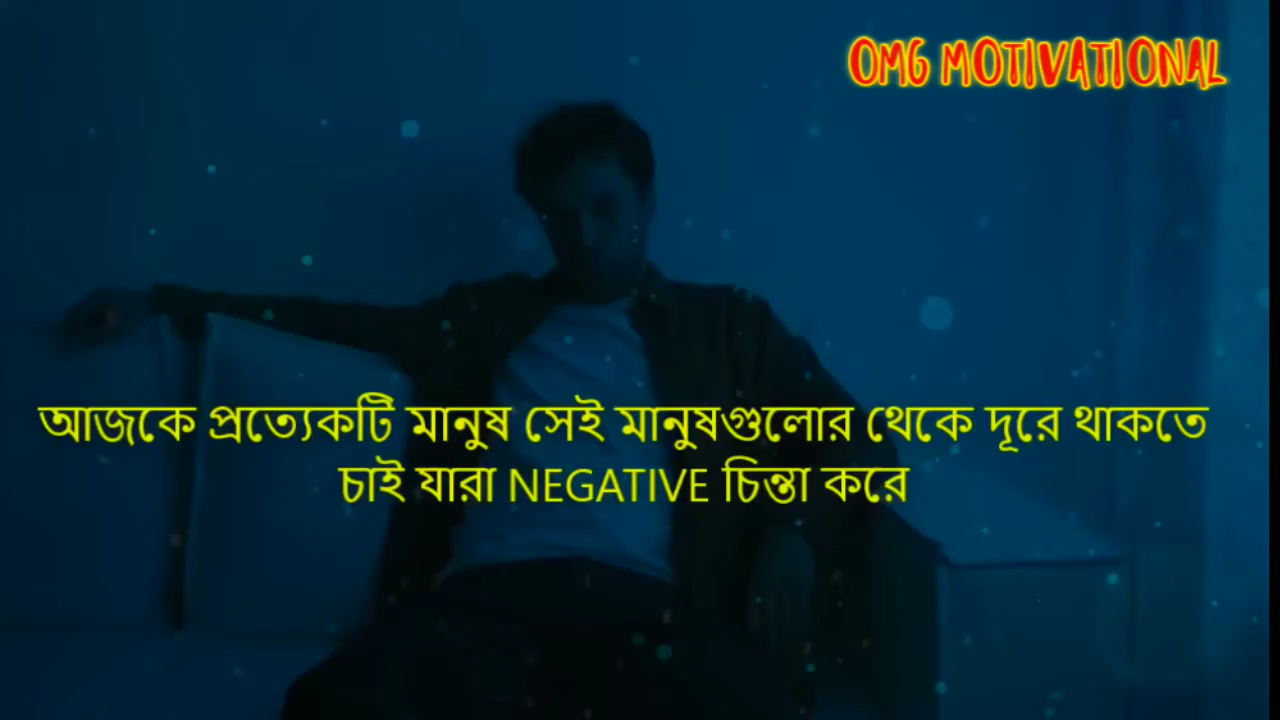 OMG MOTIVATIONAL
আজকে প্রত্যেকটি মানুষ সেই মানুষগুলোর থেকে দূরে থাকতে
চাই যারা NEGATIVE চিন্তা করে